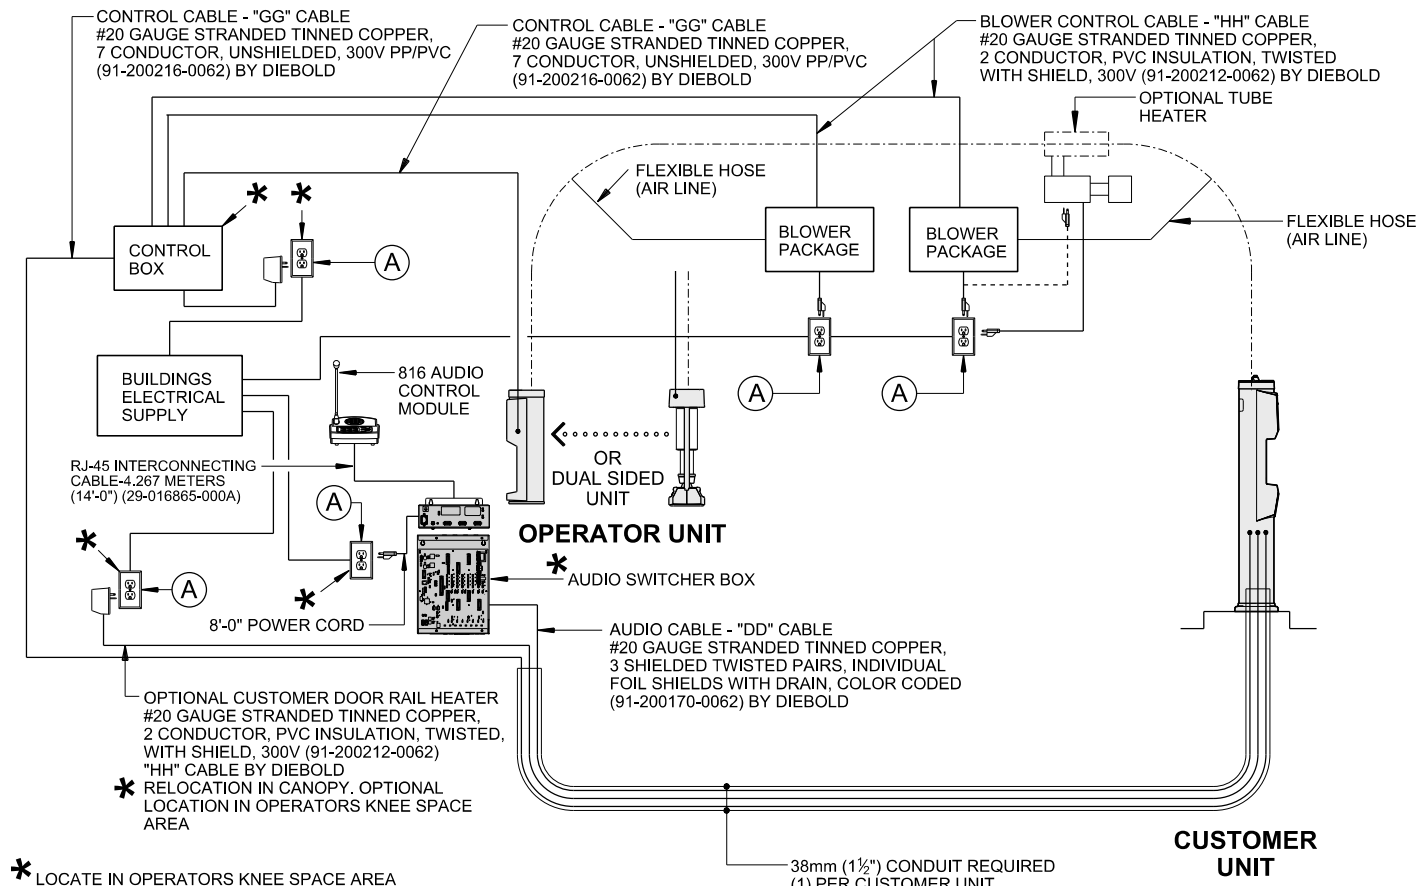 CONTROL CABLE - "GG" CABLE
#20 GAUGE STRANDED TINNED COPPER,
7 CONDUCTOR, UNSHIELDED, 300V PP/PVC
(91-200216-0062) BY DIEBOLD
CONTROL CABLE - "GG" CABLE
#20 GAUGE STRANDED TINNED COPPER,
7 CONDUCTOR, UNSHIELDED, 300V PP/PVC
(91-200216-0062) BY DIEBOLD
BLOWER CONTROL CABLE - "HH" CABLE
#20 GAUGE STRANDED TINNED COPPER,
2 CONDUCTOR, PVC INSULATION, TWISTED
WITH SHIELD, 300V (91-200212-0062) BY DIEBOLD
OPTIONAL TUBE
HEATER
FLEXIBLE HOSE
(AIR LINE)
FLEXIBLE HOSE
(AIR LINE)
*
*
CONTROL
BOX
A
BLOWER
PACKAGE
BLOWER
PACKAGE
BUILDINGS
ELECTRICAL
SUPPLY
816 AUDIO
CONTROL
MODULE
A
A
RJ-45 INTERCONNECTING
CABLE-4.267 METERS
(14'-0") (29-016865-000A)
OR
DUAL SIDED
UNIT
A
OPERATOR UNIT
*
A
*
8'-0" POWER CORD
* AUDIO SWITCHER BOX
AUDIO CABLE - "DD" CABLE
#20 GAUGE STRANDED TINNED COPPER,
3 SHIELDED TWISTED PAIRS, INDIVIDUAL
FOIL SHIELDS WITH DRAIN, COLOR CODED
(91-200170-0062) BY DIEBOLD
OPTIONAL CUSTOMER DOOR RAIL HEATER
#20 GAUGE STRANDED TINNED COPPER,
2 CONDUCTOR, PVC INSULATION, TWISTED,
WITH SHIELD, 300V (91-200212-0062)
"HH" CABLE BY DIEBOLD
* RELOCATION IN CANOPY. OPTIONAL
LOCATION IN OPERATORS KNEE SPACE
AREA
CUSTOMER
UNIT
* LOCATE IN OPERATORS KNEE SPACE AREA
38mm (1½") CONDUIT REQUIRED
(1) PER CUSTOMER UNIT